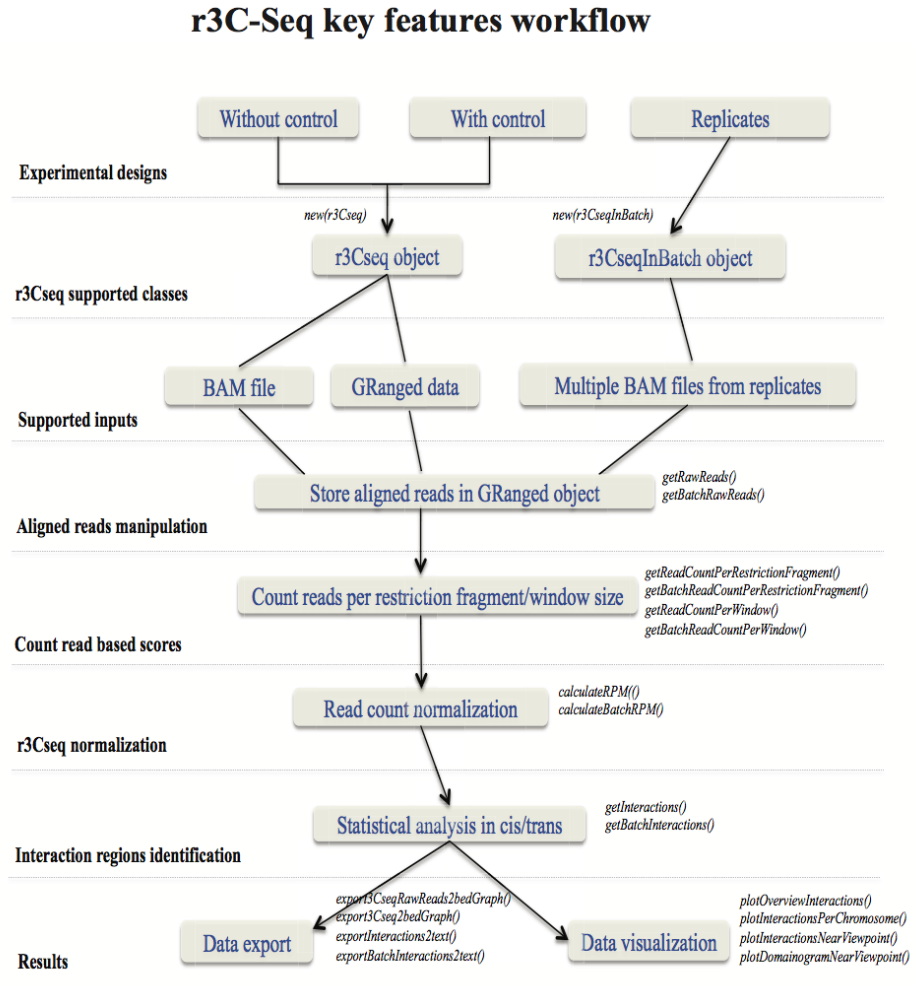 r3C-Seq key features workflow
Without control
With control
Replicates
Experimental designs
new(r3Cseq)
new(r3CseqInBatch)
r3Cseq object
r3CseqInBatch object
r3Cseq supported classes
BAM file
GRanged data
Multiple BAM files from replicates
Supported inputs
Store aligned reads in GRanged object
getRawReads()
getBatchRawReads()
Aligned reads manipulation
Count reads per restriction fragment/window size
getReadCountPerRestrictionFragment()
getBatchReadCountPerRestrictionFragment()
getReadCountPerWindow()
getBatchReadCountPerWindow()
Count read based scores
Read count normalization
calculateRPM(()
calculateBatchRPM()
r3Cseq normalization
Statistical analysis in cis/trans
getInteractions()
getBatchInteractions()
Interaction regions identification
Data export
export3CseqRawReads2bedGraph()
export3Cseq2bedGraph()
exportInteractions2text()
exportBatchInteractions2text()
Data visualization
plotOverviewInteractions()
plotInteractionsPerChromosome()
plotInteractionsNearViewpoint()
plotDomainogramNearViewpoint()
Results